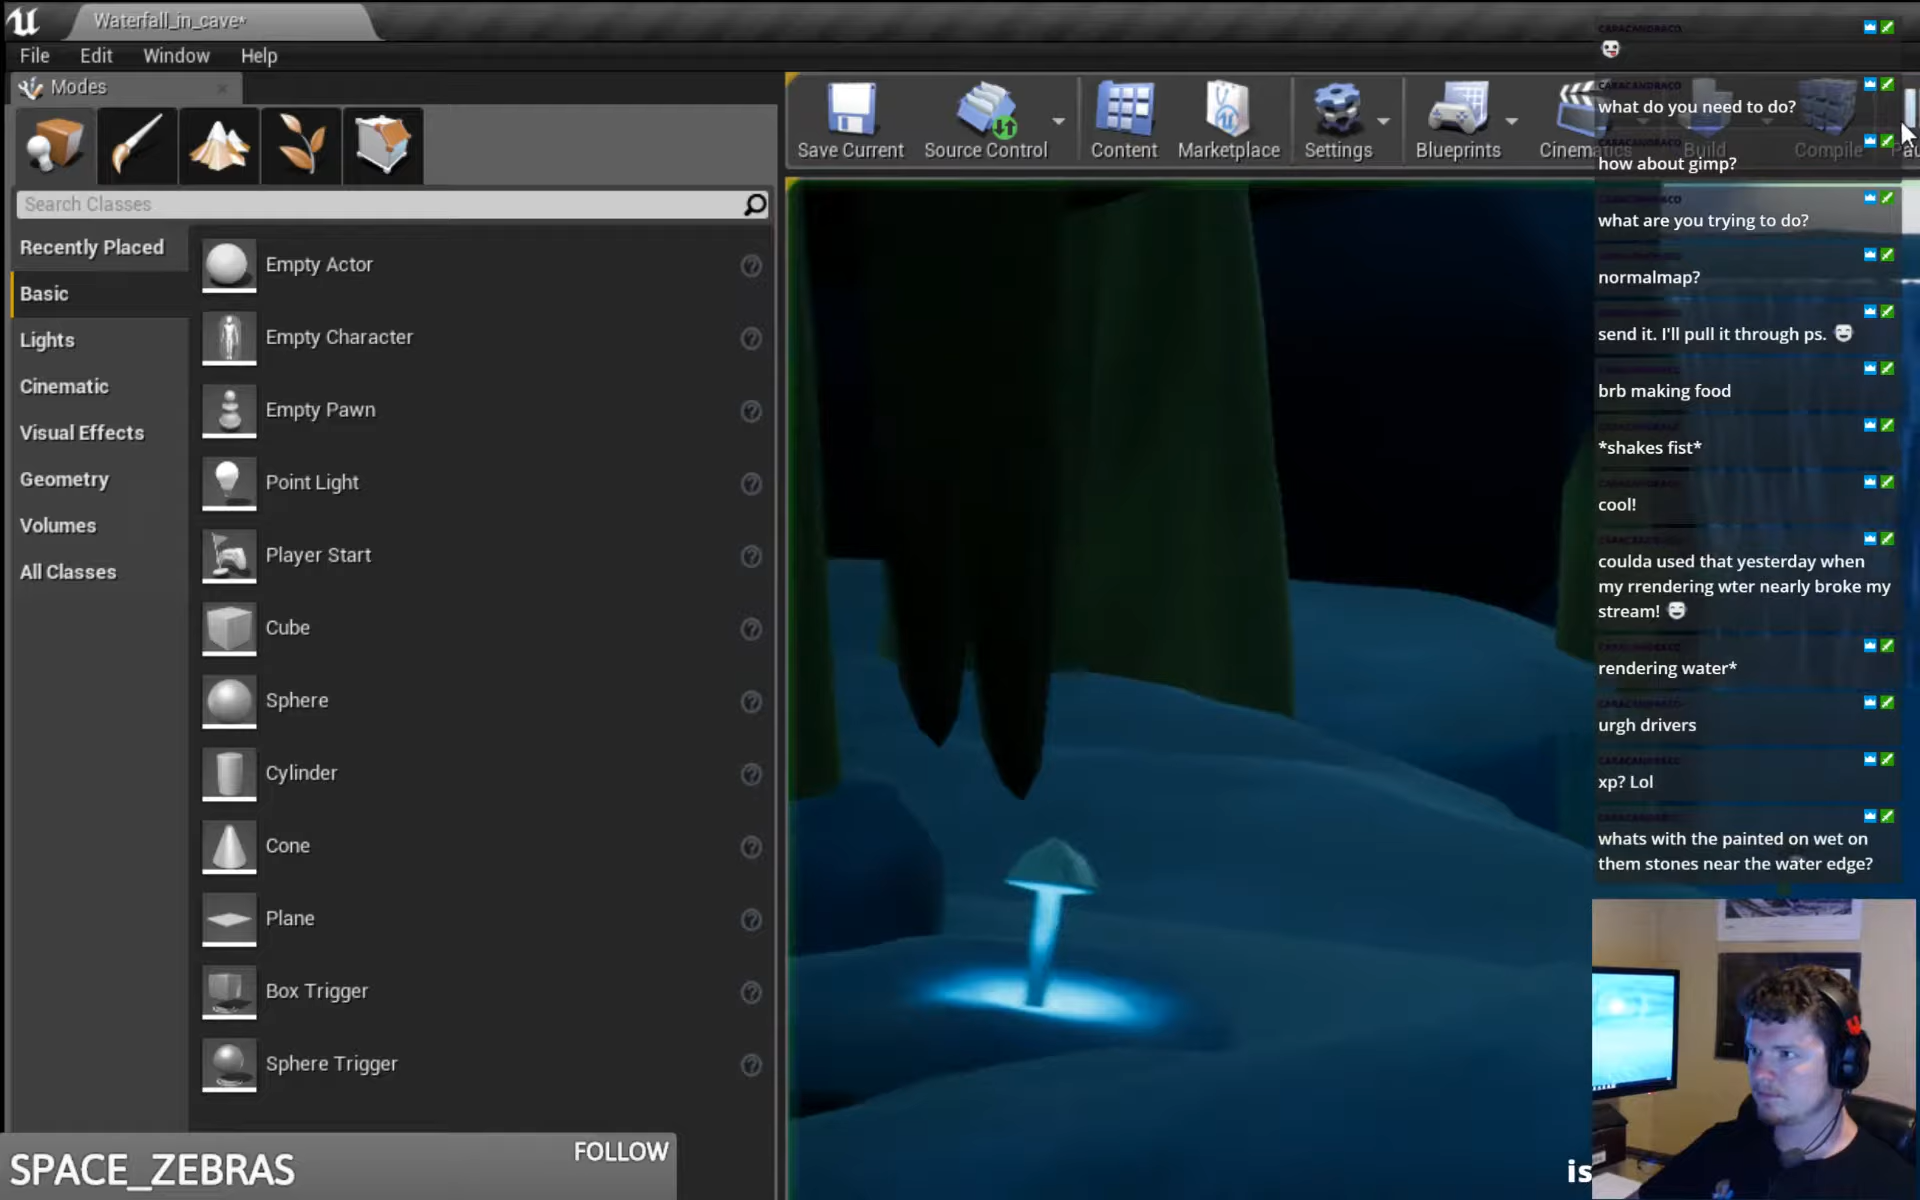 Waterfall_in_cave*
File Edit Window Help
Modes
Search Classes
Recently Placed
Basic
Lights
Cinematic
Visual Effects
Geometry
Volumes
All Classes
Empty Actor
Empty Character
Empty Pawn
Point Light
Player Start
Cube
Sphere
Cylinder
Cone
Plane
Box Trigger
Sphere Trigger
Save Current Source Control Content Marketplace Settings Blueprints Cinematics Build Compile
CARACANDRACO
CARACANDRACO
what do you need to do?
how about gimp?
what are you trying to do?
normalmap?
send it. I'll pull it through ps.
brb making food
*shakes fist*
cool!
coulda used that yesterday when
my rrendering wter nearly broke my
stream!
rendering water*
urgh drivers
xp? Lol
whats with the painted on wet on
them stones near the water edge?
SPACE_ZEBRAS
FOLLOW
is